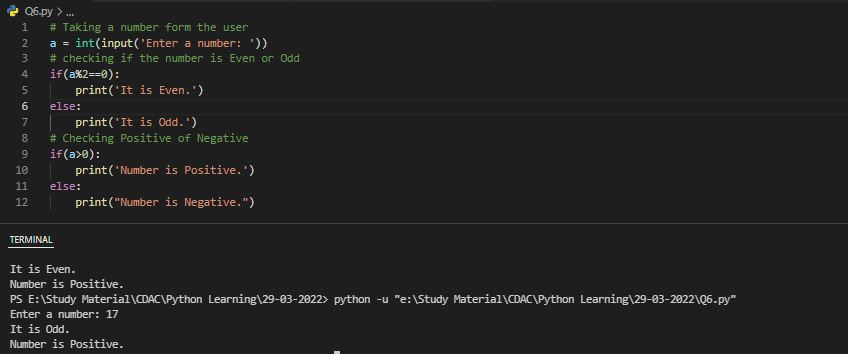 Q6.py > ...
1 # Taking a number form the user
2 a = int(input('Enter a number: '))
3 # checking if the number is Even or Odd
4 if(a%2==0):
5     print('It is Even.')
6 else:
7     print('It is Odd.')
8 # Checking Positive of Negative
9 if(a>0):
10     print('Number is Positive.')
11 else:
12     print("Number is Negative.")
TERMINAL
It is Even.
Number is Positive.
PS E:\Study Material\CDAC\Python Learning\29-03-2022> python -u "e:\Study Material\CDAC\Python Learning\29-03-2022\Q6.py"
Enter a number: 17
It is Odd.
Number is Positive.